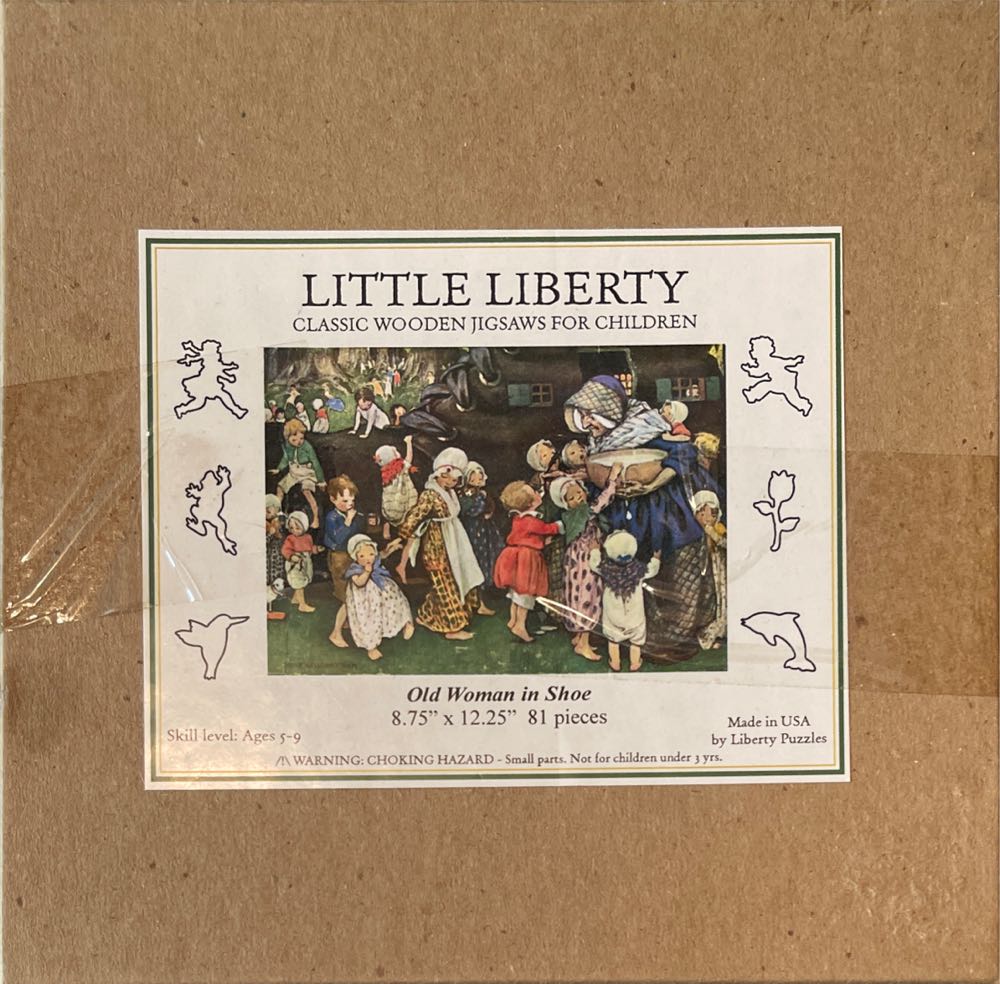 LITTLE LIBERTY
CLASSIC WOODEN JIGSAWS FOR CHILDREN
Old Woman in Shoe
8.75” x 12.25” 81 pieces
Skill level: Ages 5-9
Made in USA
by Liberty Puzzles
/!\ WARNING: CHOKING HAZARD - Small parts. Not for children under 3 yrs.